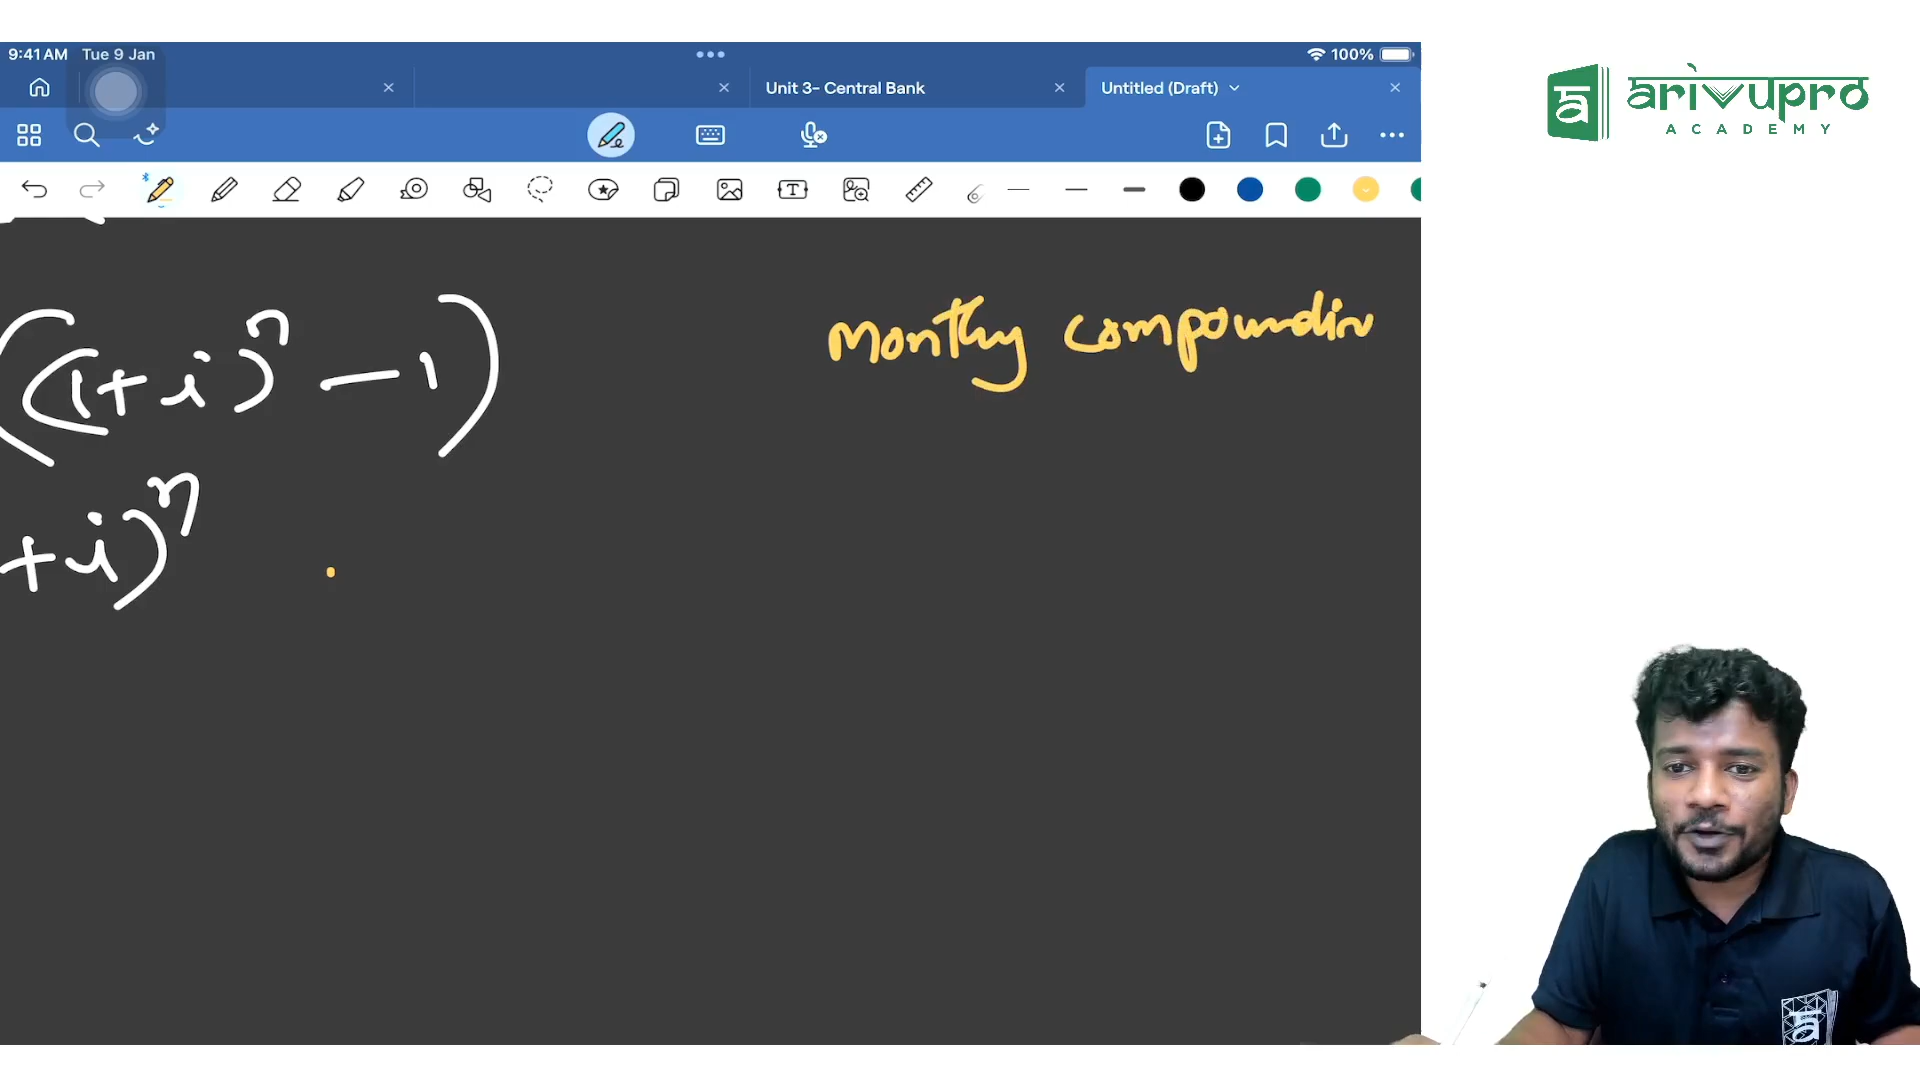 9:41 AM Tue 9 Jan
100%
Unit 3- Central Bank
Untitled (Draft)
arivupro
ACADEMY
((1+i)^n - 1)
+i)^n
Monthy compoundin